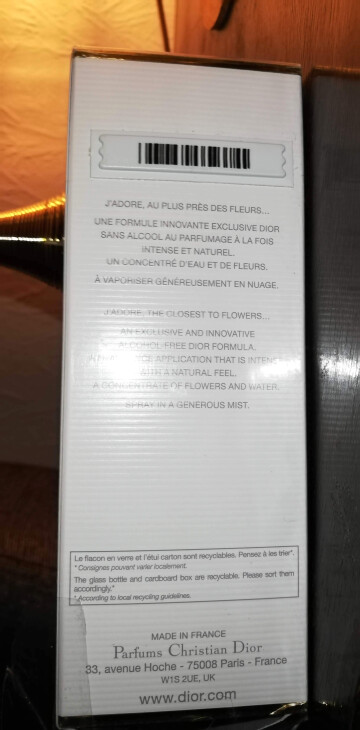 J'ADORE, AU PLUS PRÈS DES FLEURS...
UNE FORMULE INNOVANTE EXCLUSIVE DIOR
SANS ALCOOL AU PARFUMAGE À LA FOIS
INTENSE ET NATUREL.
UN CONCENTRÉ D'EAU ET DE FLEURS.
À VAPORISER GÉNÉREUSEMENT EN NUAGE.
J'ADORE, THE CLOSEST TO FLOWERS...
AN EXCLUSIVE AND INNOVATIVE
ALCOHOL-FREE DIOR FORMULA.
APPLICATION THAT IS INTENSE
WITH A NATURAL FEEL.
A CONCENTRATE OF FLOWERS AND WATER.
SPRAY IN A GENEROUS MIST.
Le flacon en verre et l'étui carton sont recyclables. Pensez à les trier*.
*Consignes pouvant varier localement.
The glass bottle and cardboard box are recyclable. Please sort them
accordingly.*
*According to local recycling guidelines.
MADE IN FRANCE
Parfums Christian Dior
33, avenue Hoche - 75008 Paris - France
W1S 2UE, UK
www.dior.com